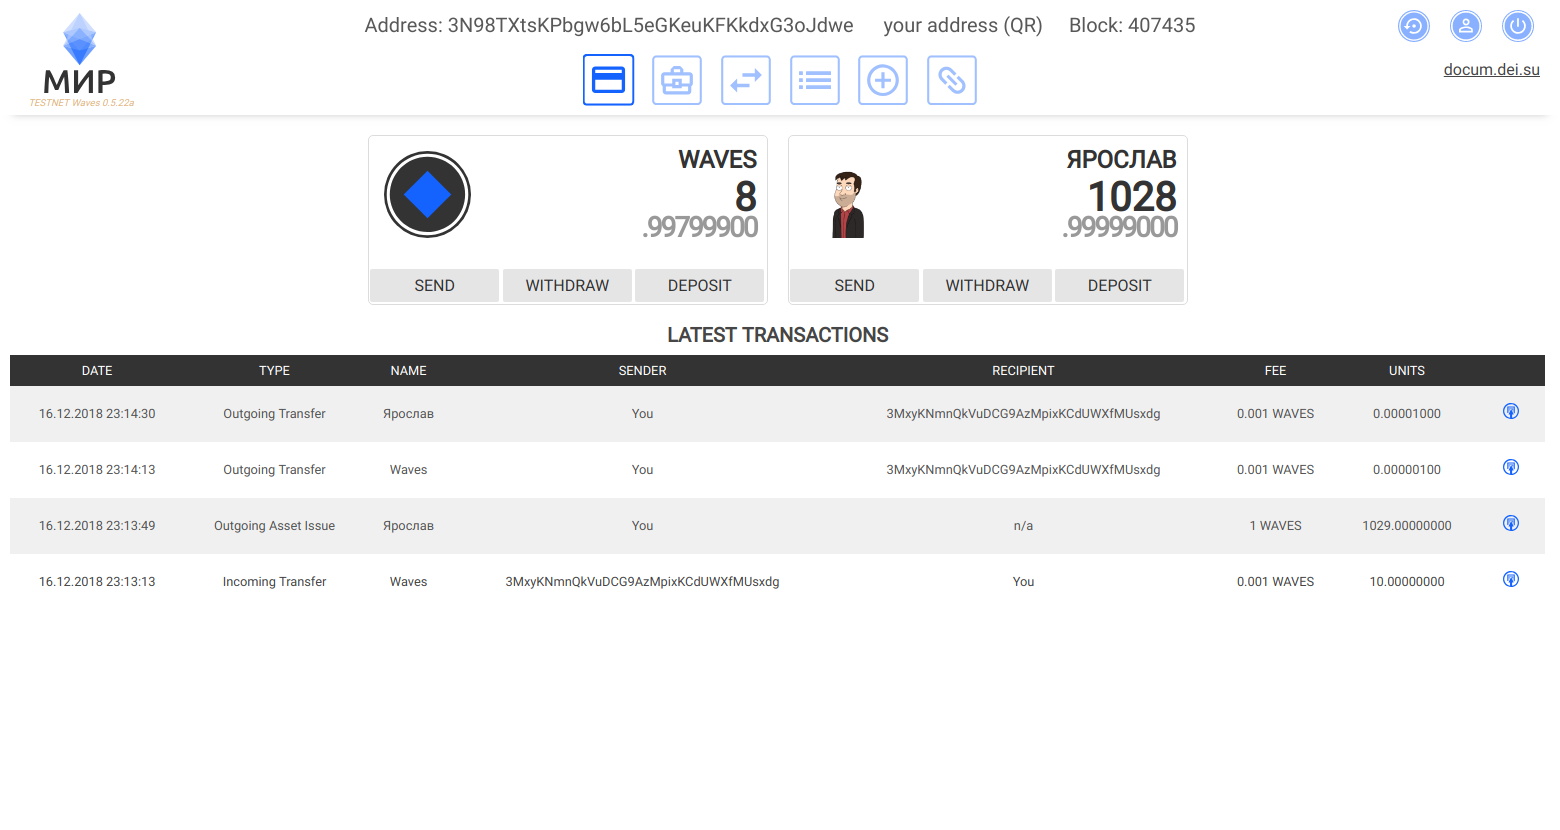 Address: 3N98TXtsKPbgw6bL5eGKeuKFKkdxG3oJdwe your address (QR) Block: 407435
МИР
TESTNET Waves 0.5.22a
docum.dei.su
WAVES
8
.99799900
SEND WITHDRAW DEPOSIT
ЯРОСЛАВ
1028
.99999000
SEND WITHDRAW DEPOSIT
LATEST TRANSACTIONS
DATE TYPE NAME SENDER RECIPIENT FEE UNITS
16.12.2018 23:14:30 Outgoing Transfer Ярослав You 3MxyKNmnQkVuDCG9AzMpixKCdUWXfMUsxdg 0.001 WAVES 0.00001000
16.12.2018 23:14:13 Outgoing Transfer Waves You 3MxyKNmnQkVuDCG9AzMpixKCdUWXfMUsxdg 0.001 WAVES 0.00000100
16.12.2018 23:13:49 Outgoing Asset Issue Ярослав You n/a 1 WAVES 1029.00000000
16.12.2018 23:13:13 Incoming Transfer Waves 3MxyKNmnQkVuDCG9AzMpixKCdUWXfMUsxdg You 0.001 WAVES 10.00000000